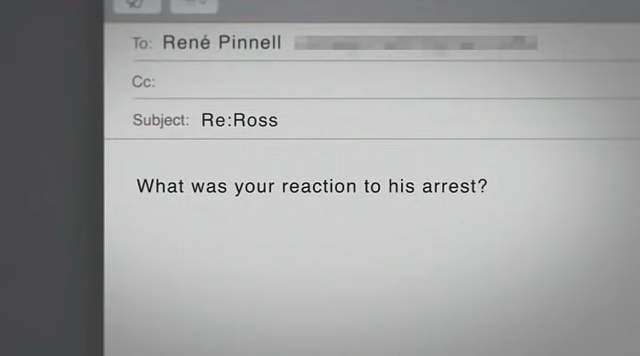 To: René Pinnell
Cc:
Subject: Re:Ross
What was your reaction to his arrest?